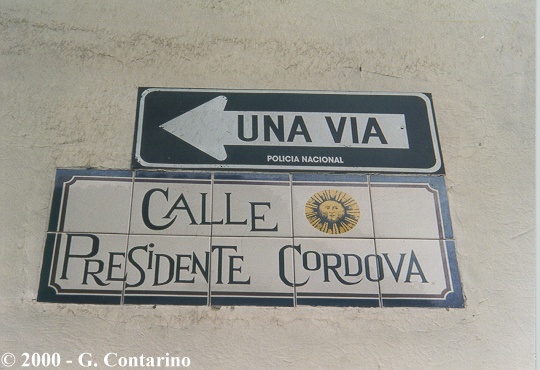 UNA VIA
POLICIA NACIONAL
CALLE
PRESIDENTE CORDOVA
© 2000 - G. Contarino